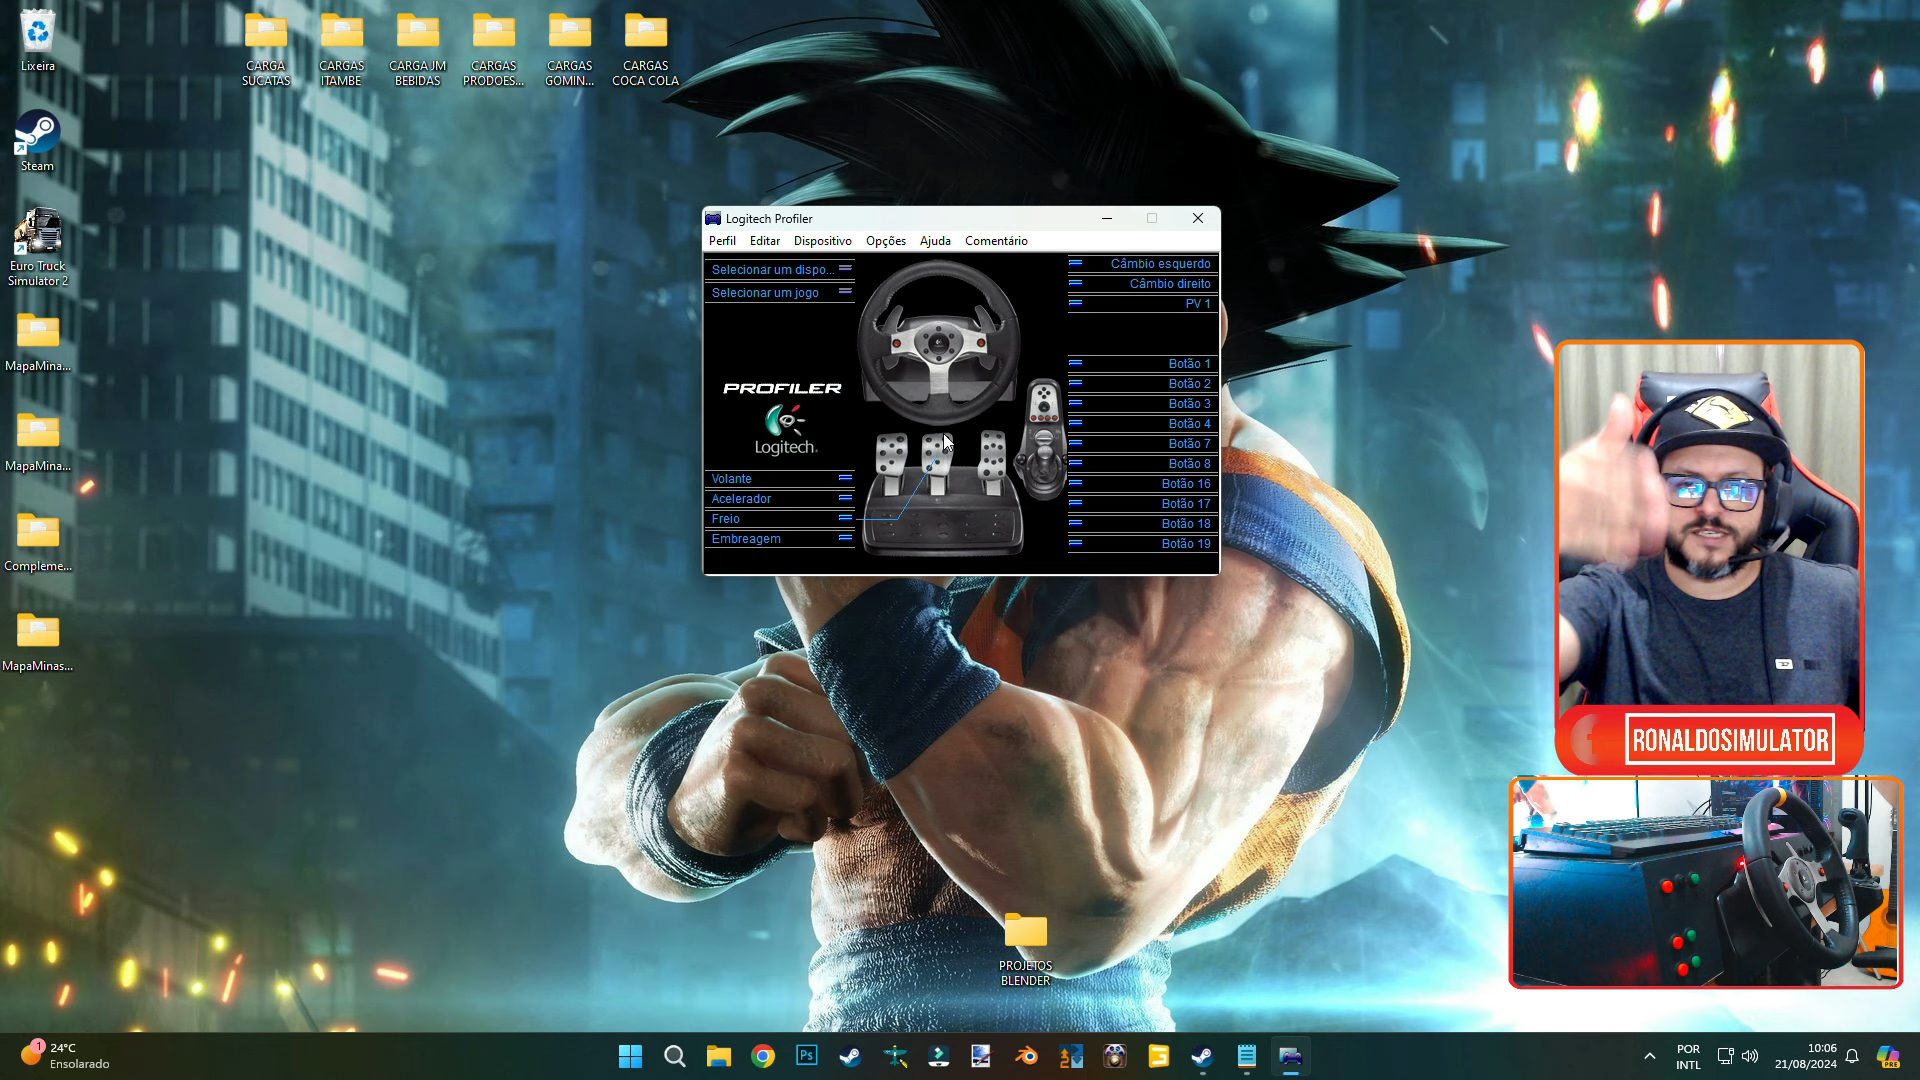 Lixeira
CARGA
SUCATAS
CARGAS
ITAMBE
CARGA JM
BEBIDAS
CARGAS
PRODOES...
CARGAS
GOMIN...
CARGAS
COCA COLA
Steam
Euro Truck
Simulator 2
MapaMina...
MapaMina...
Compleme...
MapaMinas...
Logitech Profiler
Perfil Editar Dispositivo Opções Ajuda Comentário
Selecionar um dispo...
Selecionar um jogo
PROFILER
Logitech
Volante
Acelerador
Freio
Embreagem
Câmbio esquerdo
Câmbio direito
PV 1
Botão 1
Botão 2
Botão 3
Botão 4
Botão 7
Botão 8
Botão 16
Botão 17
Botão 18
Botão 19
RONALDOSIMULATOR
PROJETOS
BLENDER
1
24°C
Ensolarado
Ps
POR
INTL
10:06
21/08/2024
PRE